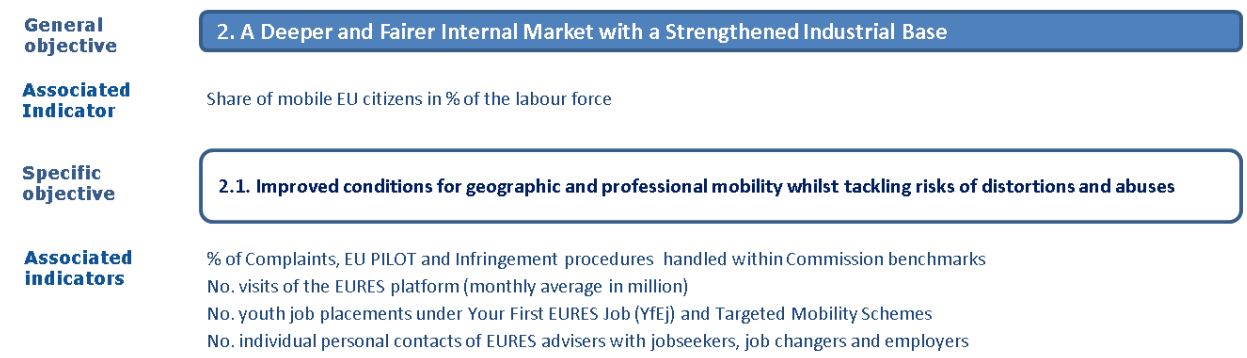 General
objective
2. A Deeper and Fairer Internal Market with a Strengthened Industrial Base
Associated
Indicator
Share of mobile EU citizens in % of the labour force
Specific
objective
2.1. Improved conditions for geographic and professional mobility whilst tackling risks of distortions and abuses
Associated
indicators
% of Complaints, EU PILOT and Infringement procedures handled within Commission benchmarks
No. visits of the EURES platform (monthly average in million)
No. youth job placements under Your First EURES Job (YfEj) and Targeted Mobility Schemes
No. individual personal contacts of EURES advisers with jobseekers, job changers and employers